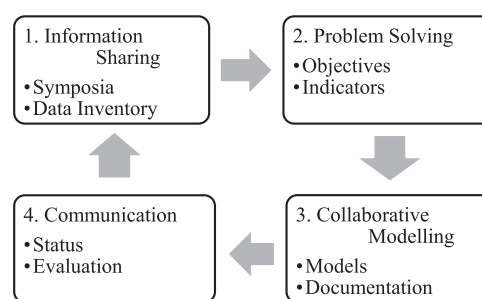 1. Information
Sharing
•Symposia
•Data Inventory
2. Problem Solving
•Objectives
•Indicators
3. Collaborative
Modelling
•Models
•Documentation
4. Communication
•Status
•Evaluation